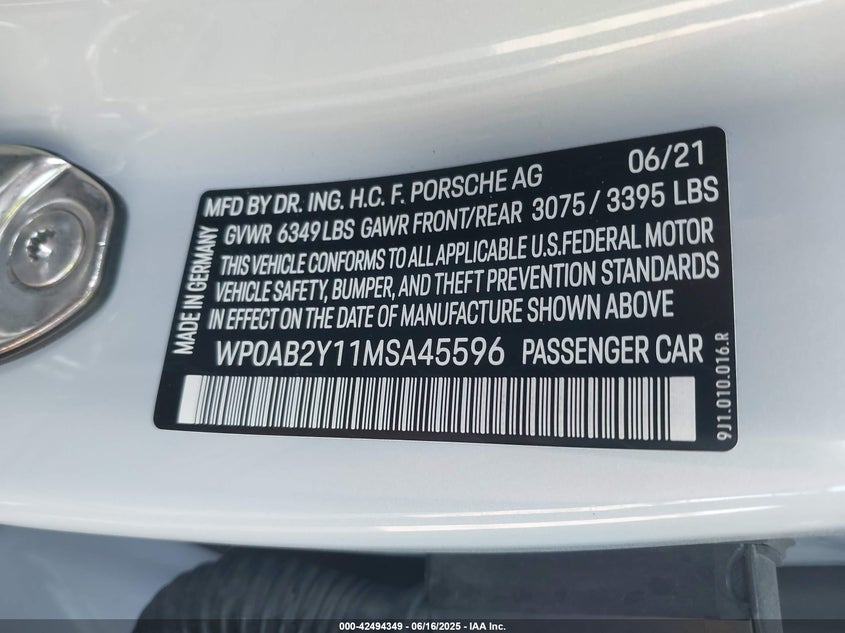 06/21
MFD BY DR. ING. H.C. F. PORSCHE AG
GVWR 6349 LBS GAWR FRONT/REAR 3075 / 3395 LBS
THIS VEHICLE CONFORMS TO ALL APPLICABLE U.S.FEDERAL MOTOR
VEHICLE SAFETY, BUMPER, AND THEFT PREVENTION STANDARDS
IN EFFECT ON THE DATE OF MANUFACTURE SHOWN ABOVE
WP0AB2Y11MSA45596 PASSENGER CAR
MADE IN GERMANY
9J1.010.016.R
000-42494349 | 06/16/2025 - IAA Inc.